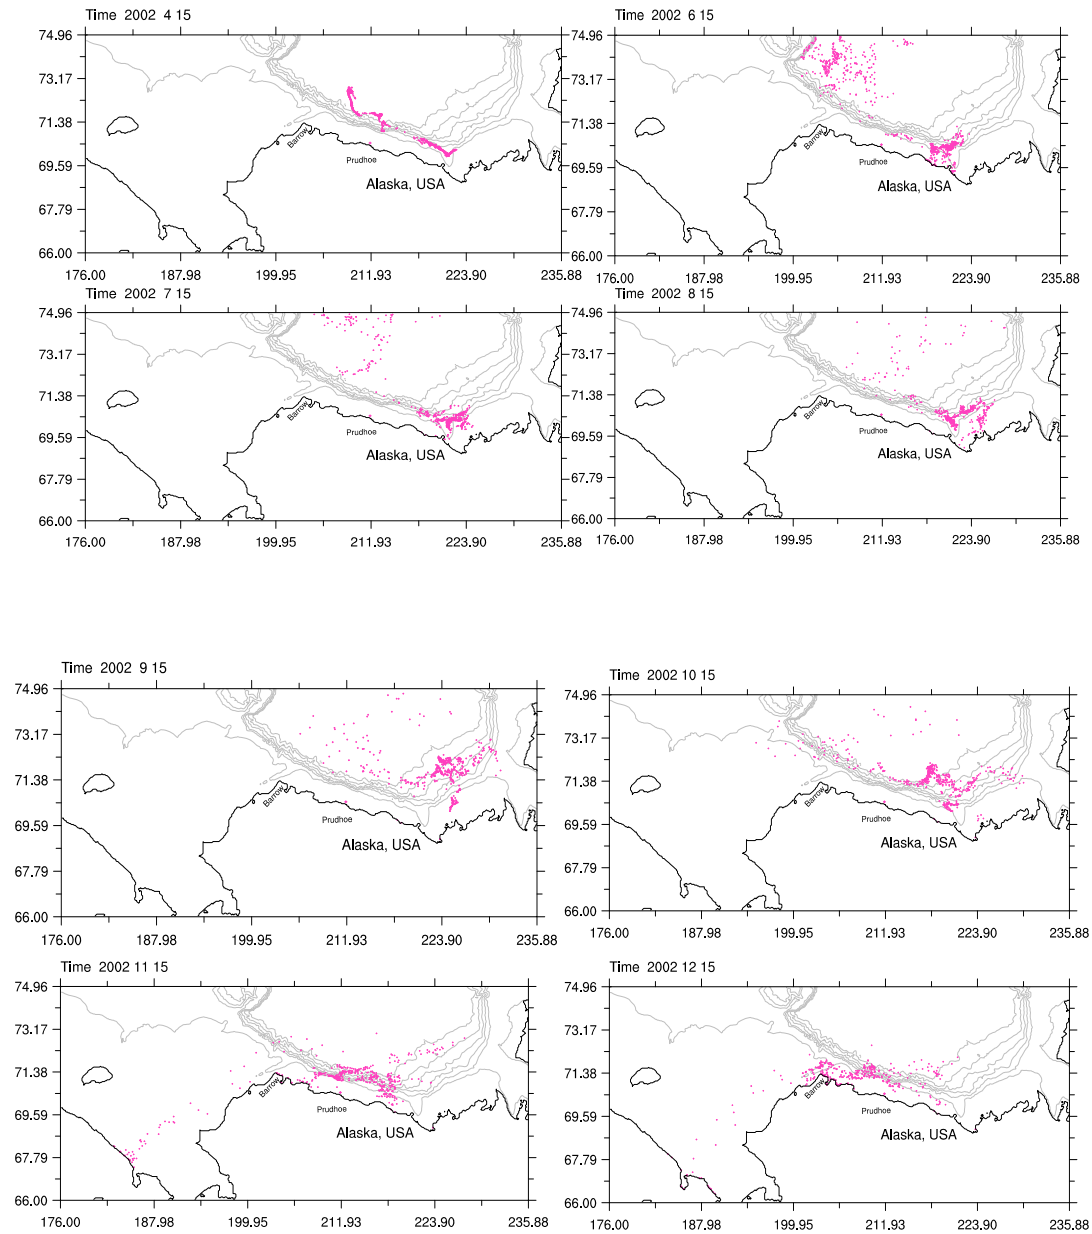 Time 2002 4 15
74.96
73.17
71.38
69.59
67.79
66.00
Barrow
Prudhoe
Alaska, USA
176.00 187.98 199.95 211.93 223.90 235.88
Time 2002 6 15
74.96
73.17
71.38
69.59
67.79
66.00
Barrow
Prudhoe
Alaska, USA
176.00 187.98 199.95 211.93 223.90 235.88
Time 2002 7 15
74.96
73.17
71.38
69.59
67.79
66.00
Barrow
Prudhoe
Alaska, USA
176.00 187.98 199.95 211.93 223.90 235.88
Time 2002 8 15
74.96
73.17
71.38
69.59
67.79
66.00
Barrow
Prudhoe
Alaska, USA
176.00 187.98 199.95 211.93 223.90 235.88
Time 2002 9 15
74.96
73.17
71.38
69.59
67.79
66.00
Barrow
Prudhoe
Alaska, USA
176.00 187.98 199.95 211.93 223.90 235.88
Time 2002 10 15
74.96
73.17
71.38
69.59
67.79
66.00
Barrow
Prudhoe
Alaska, USA
176.00 187.98 199.95 211.93 223.90 235.88
Time 2002 11 15
74.96
73.17
71.38
69.59
67.79
66.00
Barrow
Prudhoe
Alaska, USA
176.00 187.98 199.95 211.93 223.90 235.88
Time 2002 12 15
74.96
73.17
71.38
69.59
67.79
66.00
Barrow
Prudhoe
Alaska, USA
176.00 187.98 199.95 211.93 223.90 235.88